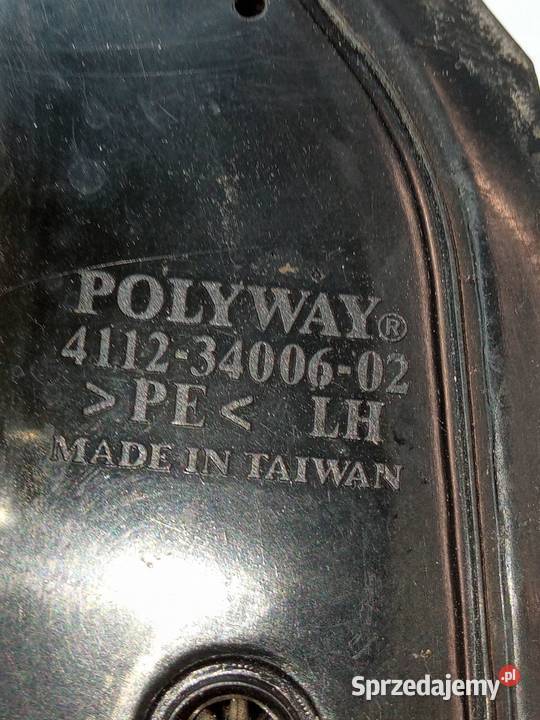 POLYWAY®
4112-34006-02
>PE< LH
MADE IN TAIWAN
Sprzedajemy.pl